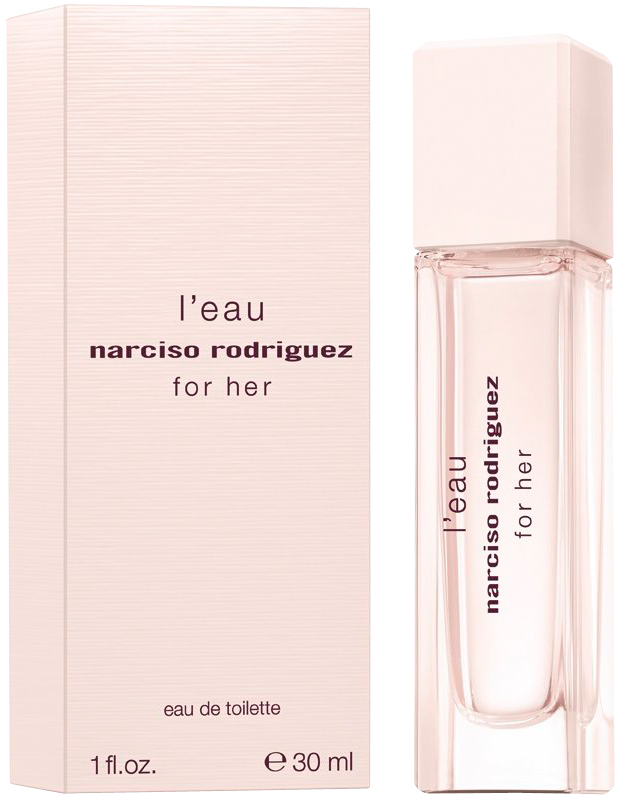 l'eau
narciso rodriguez
for her
eau de toilette
1 fl.oz. ℮ 30 ml
l'eau
narciso rodriguez
for her